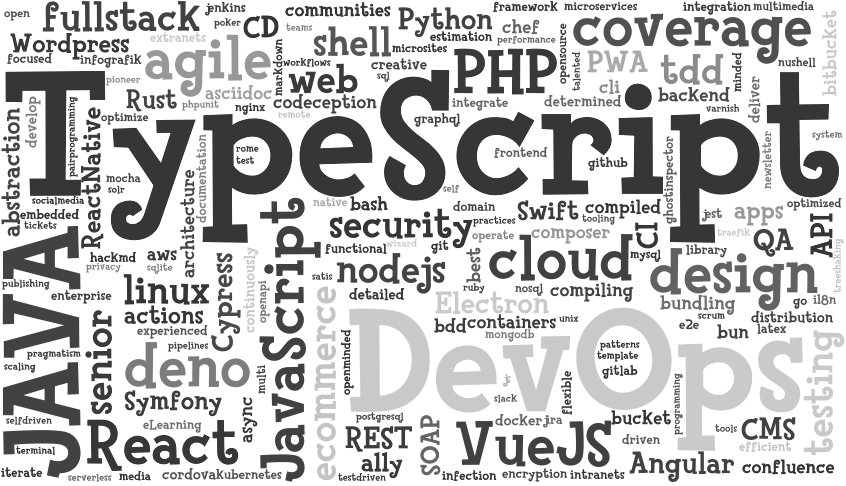 open
fullstack
jenkins
poker
CD
teams
communities
Python
estimation
framework
microservices
chef
performance
opensource
talented
coverage
integration
multimedia
bitbucket
Wordpress
extranets
focused
infografik
agile
pioneer
markdown
workflows
shell
microsites
creative
sql
web
PHP
PWA
cli
tdd
minded
nushell
Rust
phpunit
asciidoc
nginx
codeception
remote
integrate
determined
backend
varnish
deliver
abstraction
develop
pairprogramming
optimize
TypeScript
rome
test
graphql
frontend
github
newsletter
system
ReactNative
mocha
solr
documentation
architecture
socialmedia
embedded
tickets
native
bash
self
domain
practices
Swift
compiled
tooling
ghostinspector
jest
apps
traefik
optimized
API
treeshaking
hackmd
privacy
aws
sqlite
Cypress
continuously
openapi
JavaScript
security
functional
wizard
git
operate
composer
CI
mysql
library
QA
JAVA
publishing
enterprise
linux
actions
experienced
satis
nodejs
detailed
best
ruby
cloud
nosql
compiling
design
bundling
go
i18n
scrum
distribution
latex
senior
pragmatism
scaling
pipelines
deno
multi
ecommerce
openminded
Electron
bdd
containers
unix
mongodb
DevOps
e2e
bun
patterns
template
gitlab
testing
selfdriven
Symfony
async
eLearning
React
postgresql
REST
ally
testdriven
SOAP
slack
dockerjra
flexible
bucket
programming
driven
tools
CMS
efficient
terminal
iterate
serverless
media
cordova
kubernetes
VueJS
infection
encryption
intranets
Angular
confluence